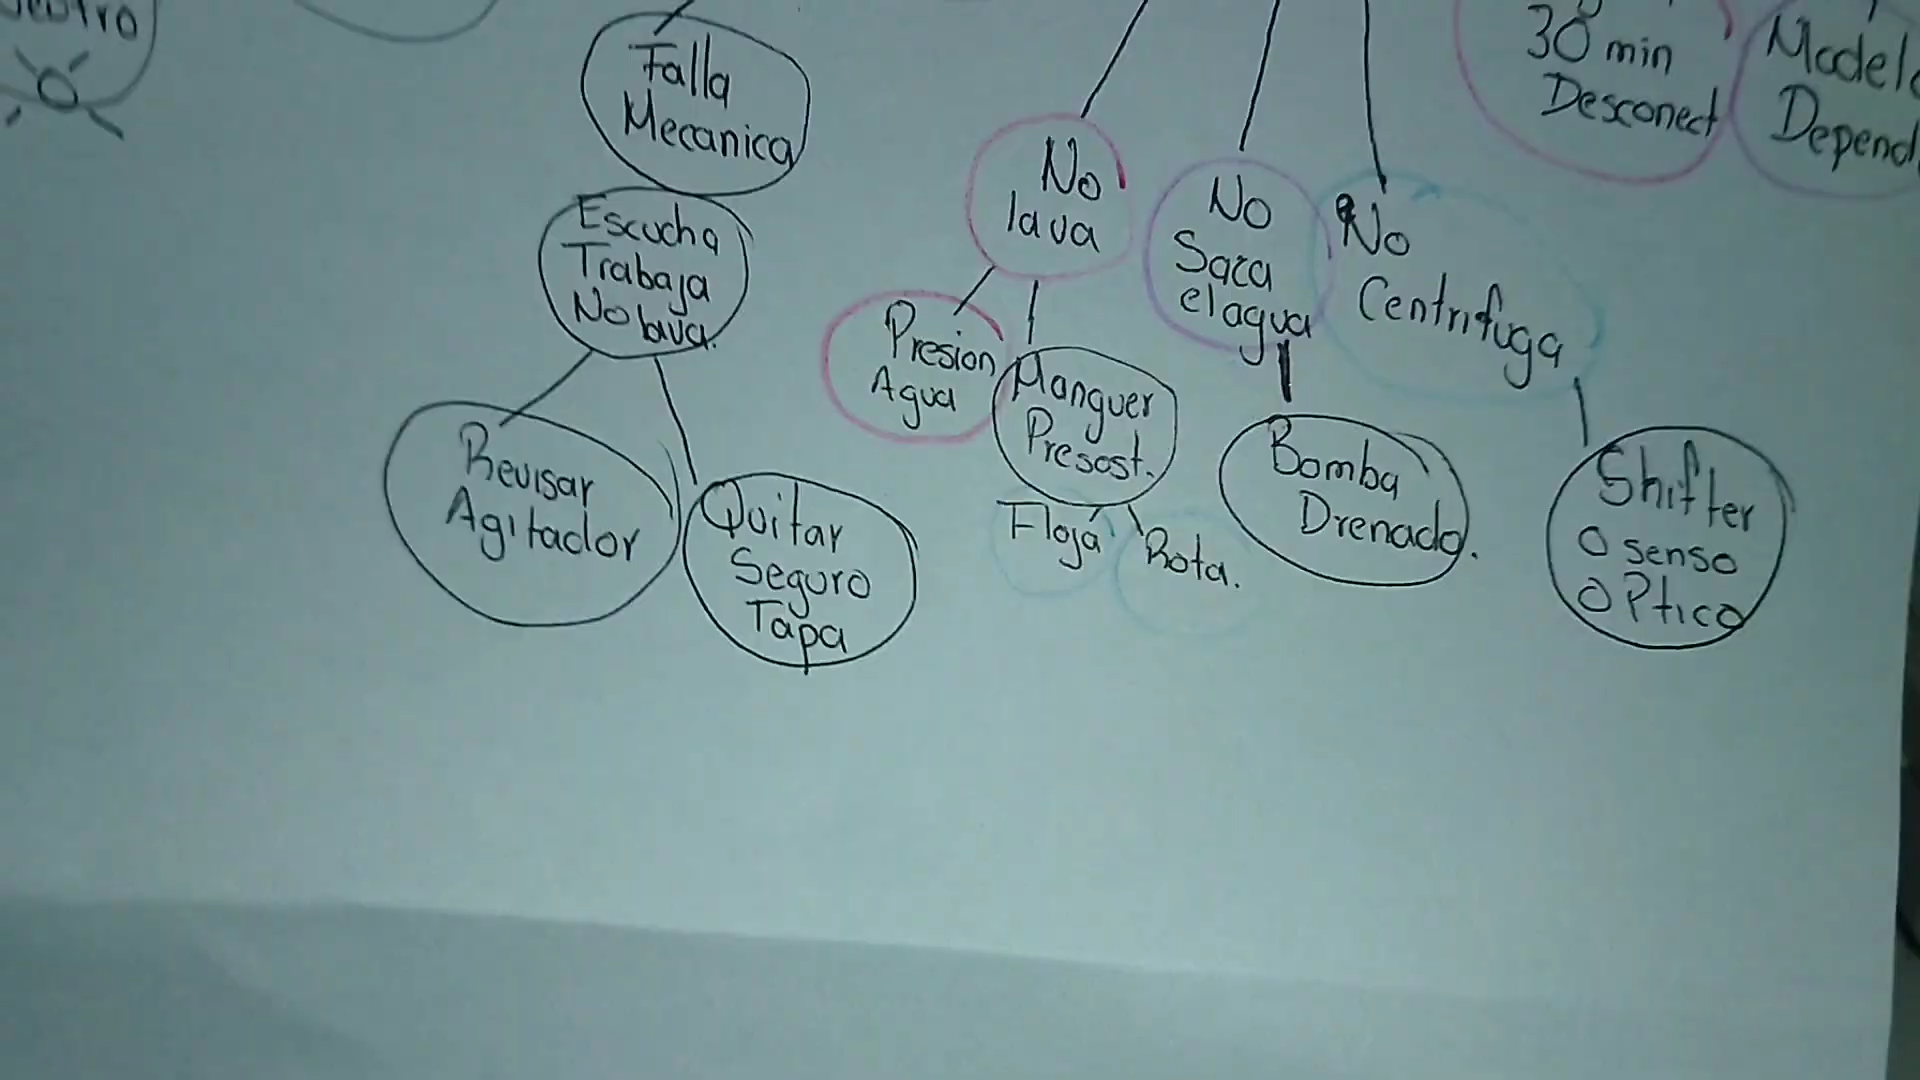 Falla
Mecanica
Escucha
Trabaja
No lava.
Revisar
Agitador
Quitar
Seguro
Tapa
No
lava
Presion
Agua
Manguer
Presost.
Floja
Rota.
No
Saca
el agua
Bomba
Drenado.
No
Centrifuga
Shifter
O senso
OPtico
30 min
Desconect
Model
Depend